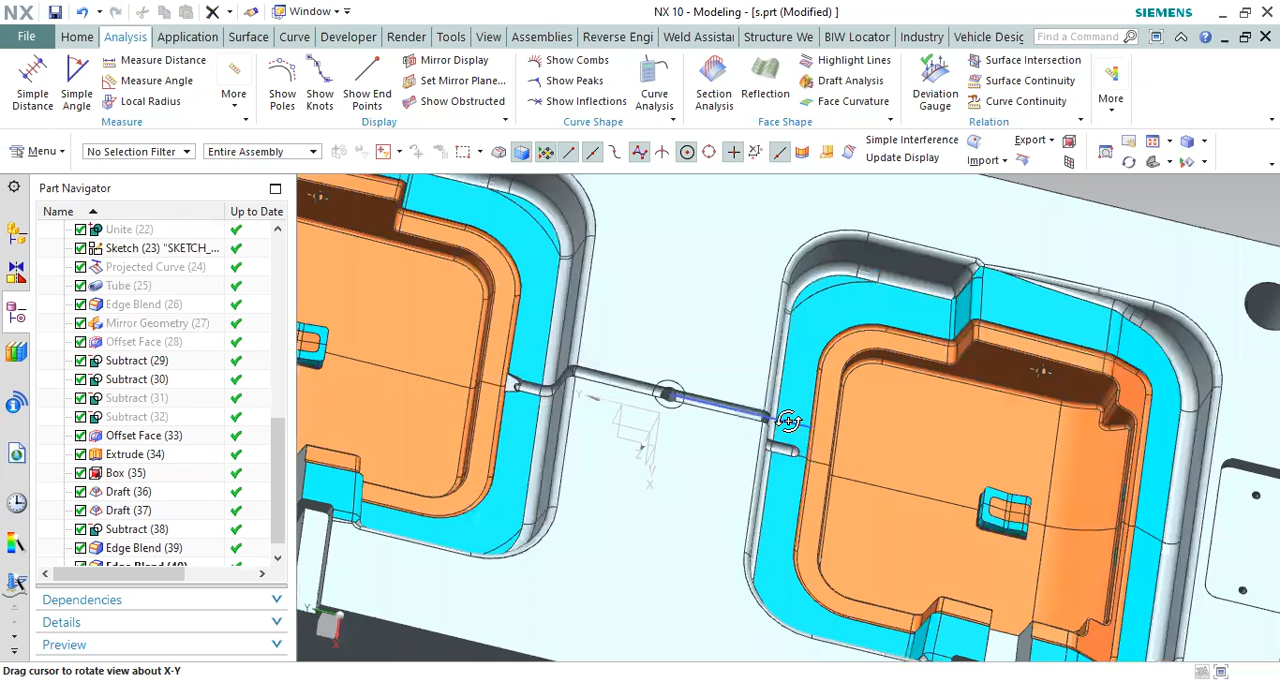 NX Window NX 10 - Modeling - [s.prt (Modified) ] SIEMENS
File Home Analysis Application Surface Curve Developer Render Tools View Assemblies Reverse Engi Weld Assistai Structure We BIW Locator Industry Vehicle Desig Find a Command
Simple Distance
Simple Angle
Measure Distance
Measure Angle
Local Radius
More
Measure
Show Poles
Show Knots
Show End Points
Mirror Display
Set Mirror Plane...
Show Obstructed
Display
Show Combs
Show Peaks
Show Inflections
Curve Analysis
Curve Shape
Section Analysis
Reflection
Highlight Lines
Draft Analysis
Face Curvature
Face Shape
Deviation Gauge
Surface Intersection
Surface Continuity
Curve Continuity
Relation
More
Menu No Selection Filter Entire Assembly
Simple Interference
Update Display
Export
Import
Part Navigator
Name Up to Date
Unite (22)
Sketch (23) "SKETCH_...
Projected Curve (24)
Tube (25)
Edge Blend (26)
Mirror Geometry (27)
Offset Face (28)
Subtract (29)
Subtract (30)
Subtract (31)
Subtract (32)
Offset Face (33)
Extrude (34)
Box (35)
Draft (36)
Draft (37)
Subtract (38)
Edge Blend (39)
Edge Blend (40)
Dependencies
Details
Preview
Y
Z
X
Y
X
Drag cursor to rotate view about X-Y